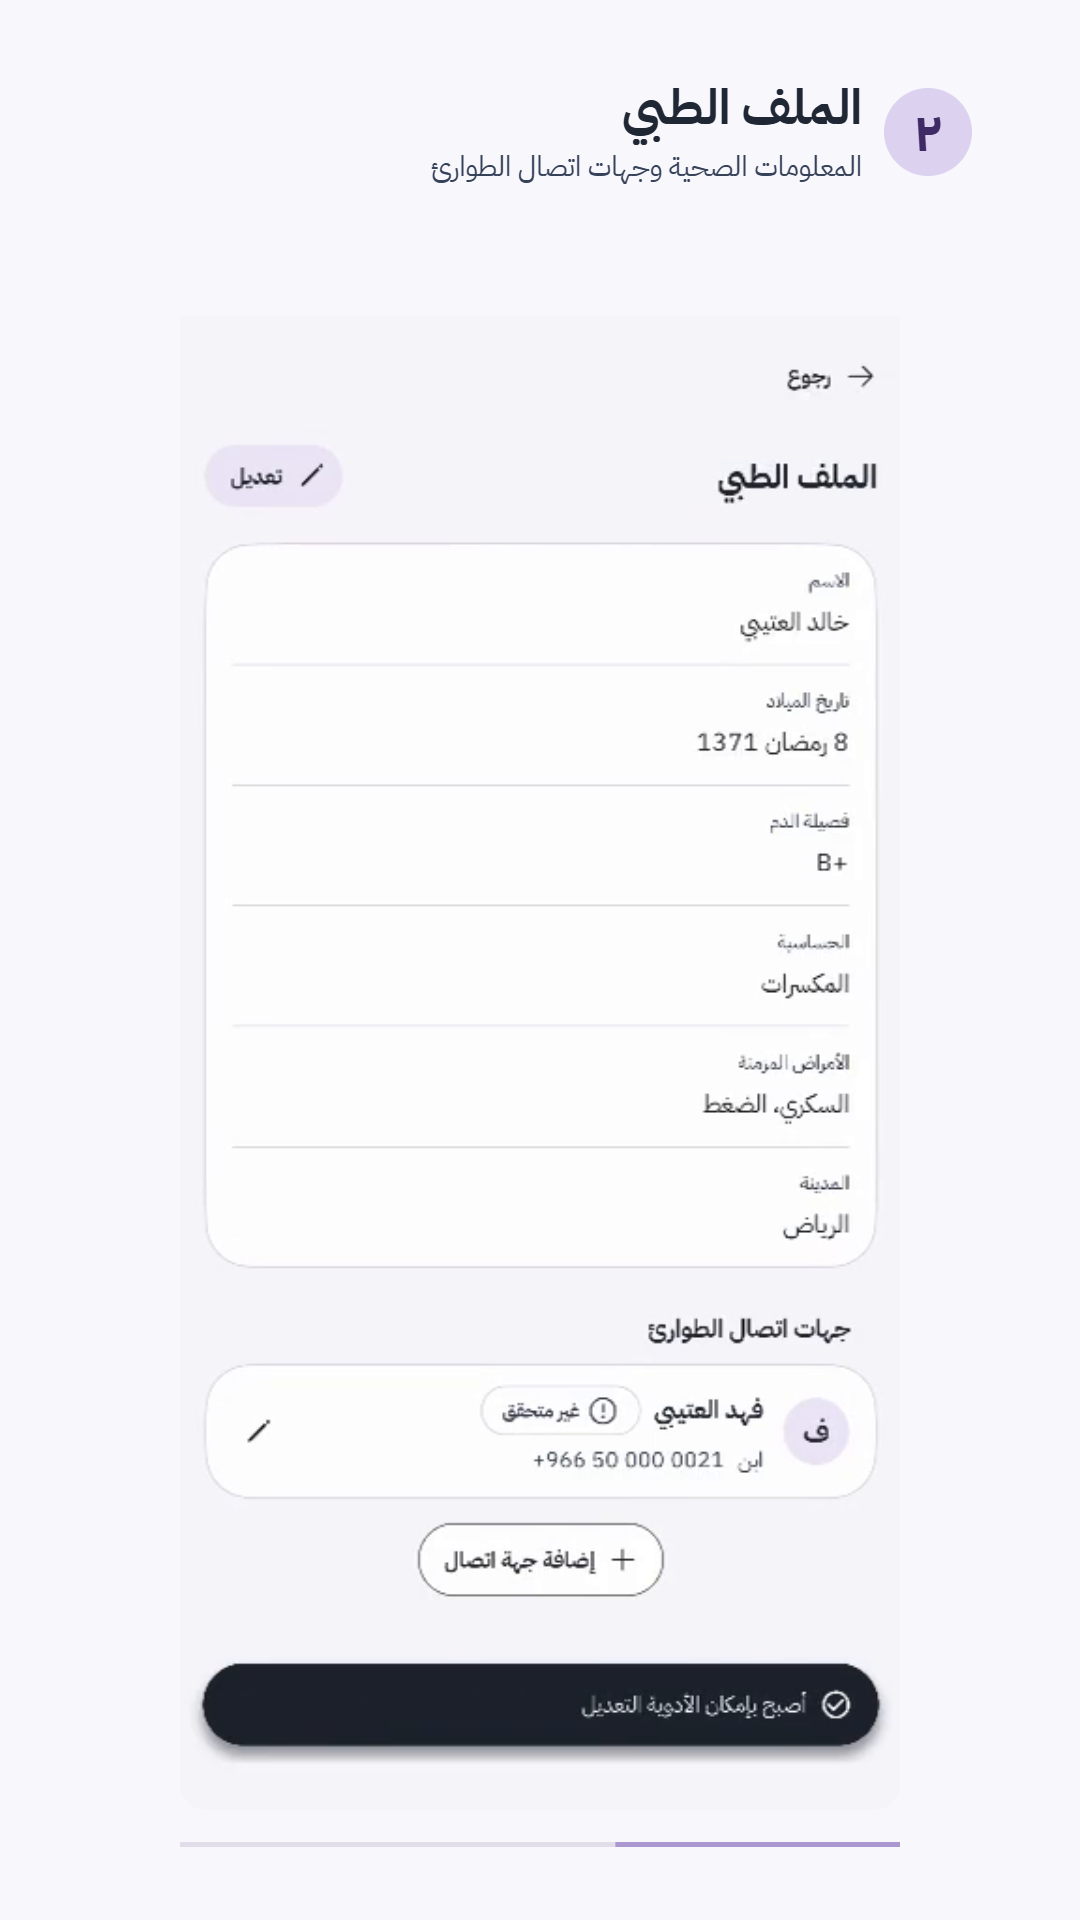 ٢
الملف الطبي
المعلومات الصحية وجهات اتصال الطوارئ
رجوع
الملف الطبي
تعديل
الاسم
خالد العتيبي
تاريخ الميلاد
8 رمضان 1371
فصيلة الدم
B+
الحساسية
المكسرات
الأمراض المزمنة
السكري، الضغط
المدينة
الرياض
جهات اتصال الطوارئ
ف
فهد العتيبي
غير متحقق
ابن +966 50 000 0021
إضافة جهة اتصال
أصبح بإمكان الأدوية التعديل